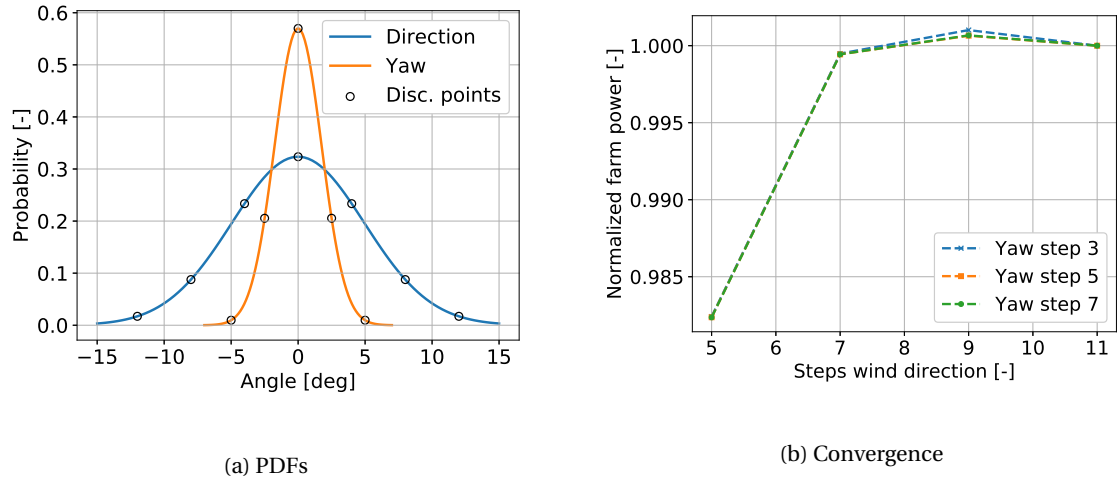 0.6
0.5
0.4
0.3
0.2
0.1
0.0
Probability [-]
Direction
Yaw
Disc. points
−15
−10
−5
0
5
10
15
Angle [deg]
(a) PDFs
1.000
0.995
0.990
0.985
Normalized farm power [-]
Yaw step 3
Yaw step 5
Yaw step 7
5
6
7
8
9
10
11
Steps wind direction [-]
(b) Convergence